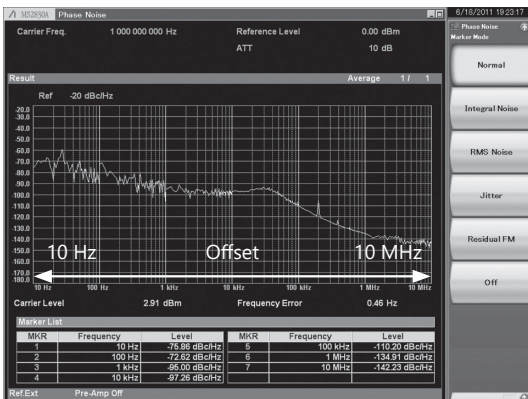 MS2830A Phase Noise
6/18/2011 19:23:17
Carrier Freq. 1 000 000 000 Hz Reference Level 0.00 dBm
ATT 10 dB
Result Average 1 / 1
Ref -20 dBc/Hz
-20.0
-30.0
-40.0
-50.0
-60.0
-70.0
-80.0
-90.0
-100.0
-110.0
-120.0
-130.0
-140.0
-150.0
-160.0
-170.0
-180.0
10 Hz Offset 10 MHz
10 Hz 100 Hz 1 kHz 10 kHz 100 kHz 1 MHz 10 MHz
Carrier Level 2.91 dBm Frequency Error 0.46 Hz
Marker List
MKR Frequency Level MKR Frequency Level
1 10 Hz -75.86 dBc/Hz 5 100 kHz -110.20 dBc/Hz
2 100 Hz -72.62 dBc/Hz 6 1 MHz -134.91 dBc/Hz
3 1 kHz -95.00 dBc/Hz 7 10 MHz -142.23 dBc/Hz
4 10 kHz -97.26 dBc/Hz
Ref.Ext Pre-Amp Off
Phase Noise
Marker Mode
Normal
Integral Noise
RMS Noise
Jitter
Residual FM
Off